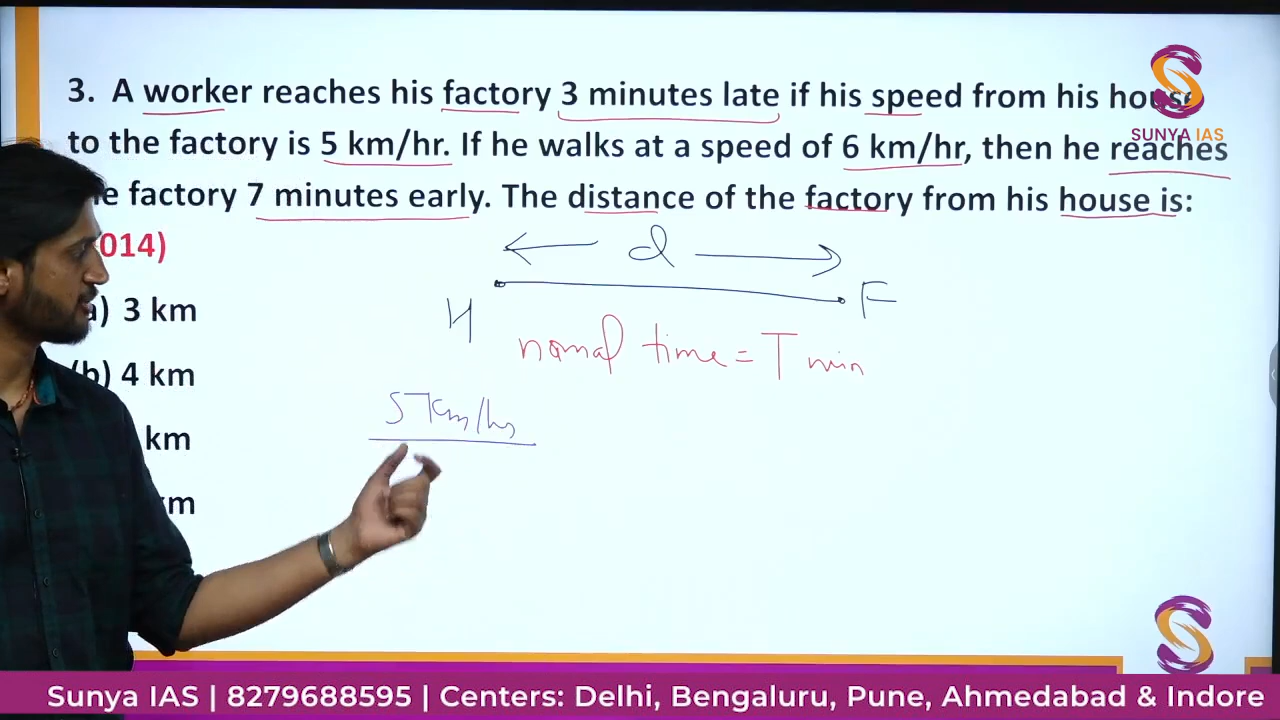 3. A worker reaches his factory 3 minutes late if his speed from his house
SUNYA IAS
to the factory is 5 km/hr. If he walks at a speed of 6 km/hr, then he reaches
e factory 7 minutes early. The distance of the factory from his house is:
014)
d
H F
normal time = T min
a) 3 km
(b) 4 km
5 km/hr
km
m
Sunya IAS | 8279688595 | Centers: Delhi, Bengaluru, Pune, Ahmedabad & Indore